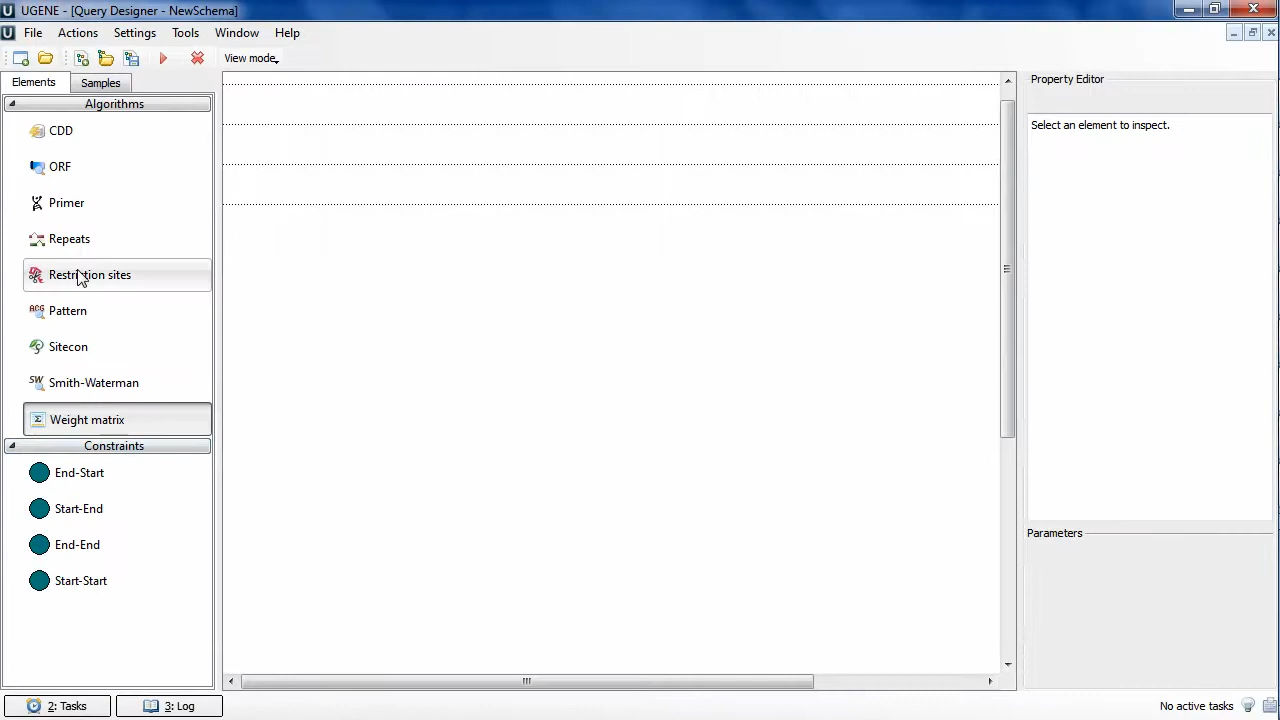 UGENE - [Query Designer - NewSchema]
File Actions Settings Tools Window Help
View mode
Elements Samples
Property Editor
Algorithms
Select an element to inspect.
CDD
ORF
Primer
Repeats
Restriction sites
Pattern
Sitecon
Smith-Waterman
Weight matrix
Constraints
End-Start
Start-End
Parameters
End-End
Start-Start
2: Tasks 3: Log No active tasks